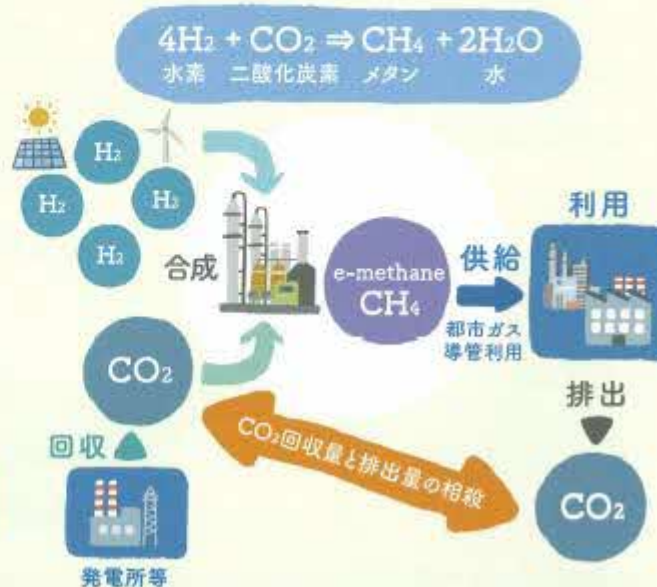 4H₂ + CO₂ ⇒ CH₄ + 2H₂O
水素 二酸化炭素 メタン 水
H₂
H₂
H₂
H₂
合成
e-methane
CH₄
供給
都市ガス
導管利用
利用
CO₂
回収
発電所等
CO₂回収量と排出量の相殺
排出
CO₂